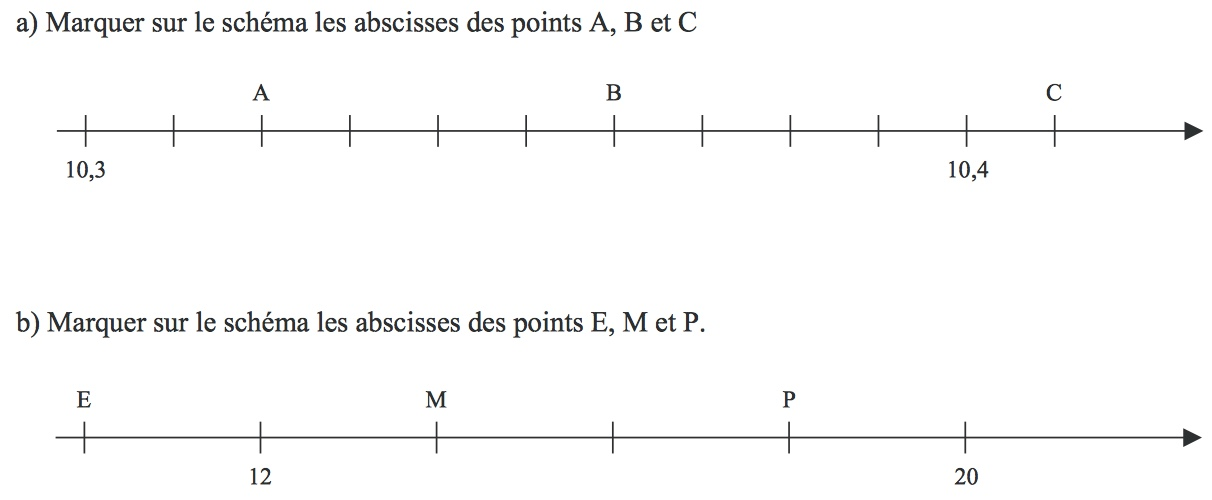 a) Marquer sur le schéma les abscisses des points A, B et C
A B C
10,3 10,4
b) Marquer sur le schéma les abscisses des points E, M et P.
E M P
12 20